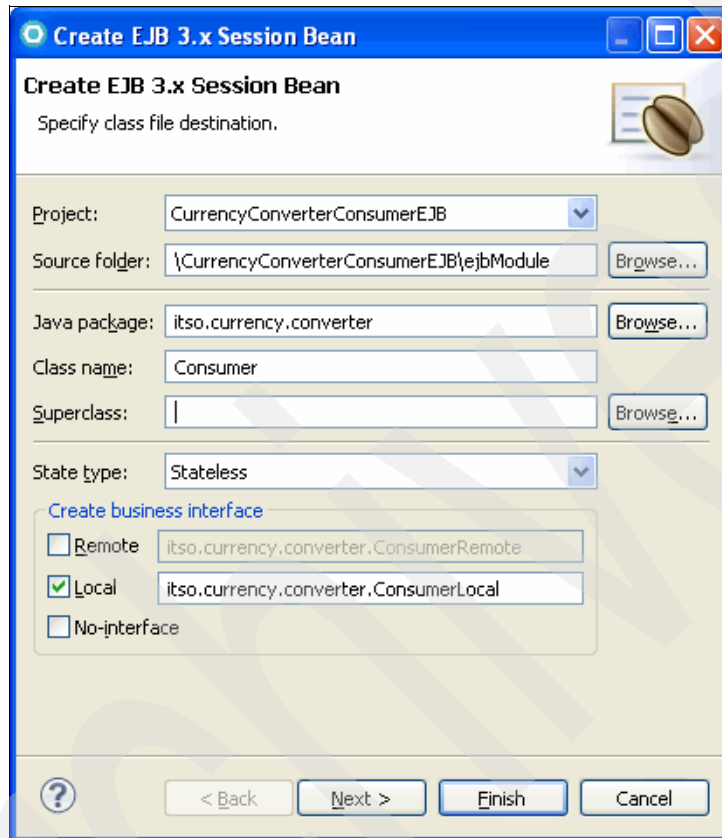 Create EJB 3.x Session Bean
Create EJB 3.x Session Bean
Specify class file destination.
Project: CurrencyConverterConsumerEJB
Source folder: \CurrencyConverterConsumerEJB\ejbModule Browse...
Java package: itso.currency.converter Browse...
Class name: Consumer
Superclass: Browse...
State type: Stateless
Create business interface
Remote itso.currency.converter.ConsumerRemote
Local itso.currency.converter.ConsumerLocal
No-interface
? < Back Next > Finish Cancel